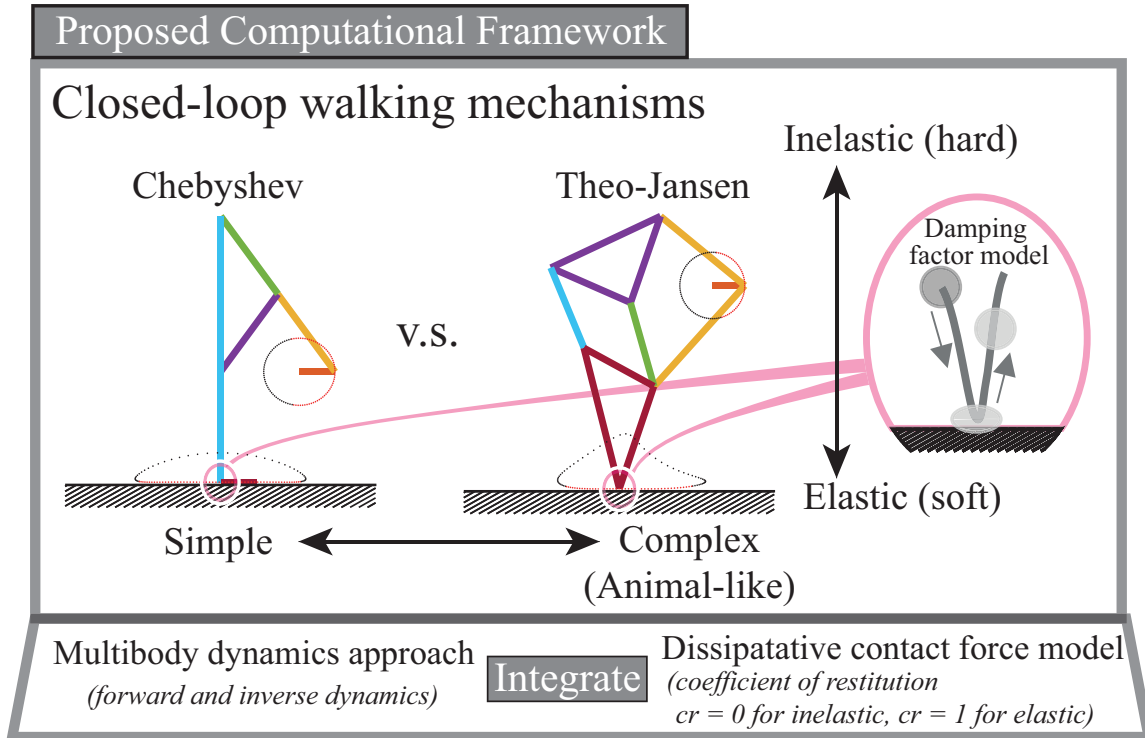 Proposed Computational Framework
Closed-loop walking mechanisms
Inelastic (hard)
Chebyshev
Theo-Jansen
Damping
factor model
v.s.
Elastic (soft)
Simple
Complex
(Animal-like)
Multibody dynamics approach
(forward and inverse dynamics)
Integrate
Dissipatative contact force model
(coefficient of restitution
cr = 0 for inelastic, cr = 1 for elastic)